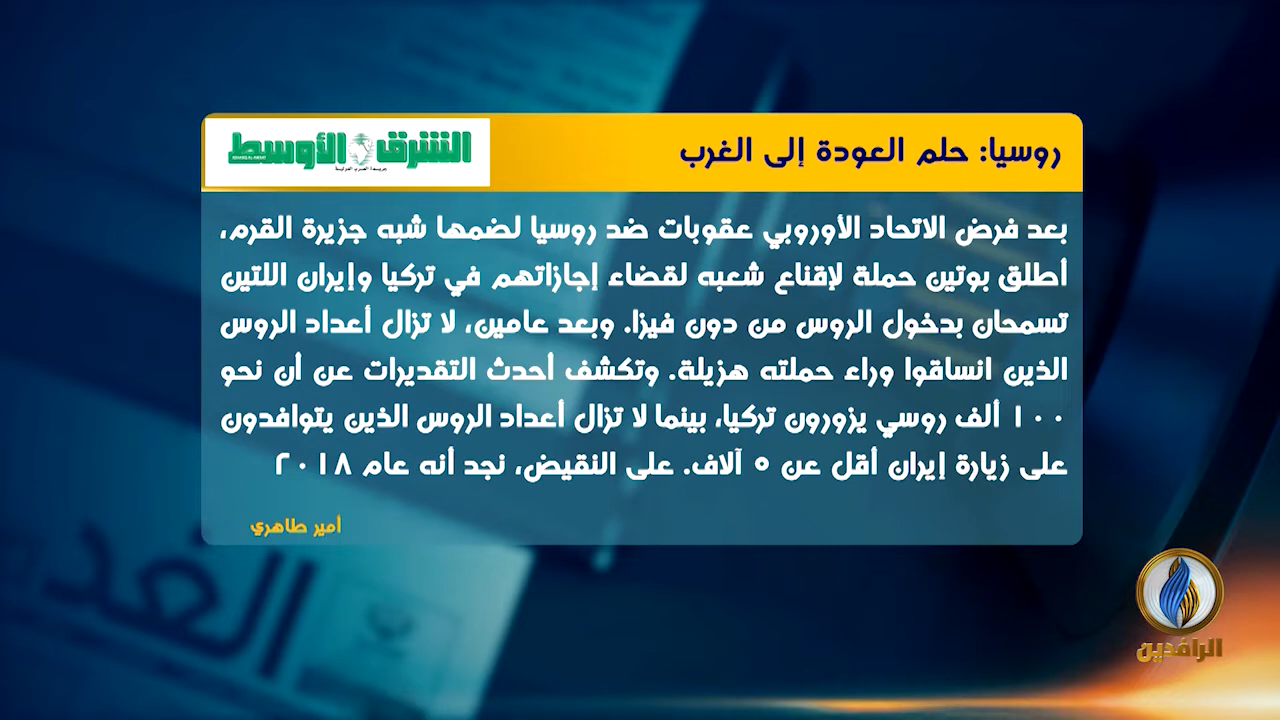 روسيا: حلم العودة إلى الغرب
الشرق الأوسط
جريدة العرب الدولية
بعد فرض الاتحاد الأوروبي عقوبات ضد روسيا لضمها شبه جزيرة القرم،
أطلق بوتين حملة لإقناع شعبه لقضاء إجازاتهم في تركيا وإيران اللتين
تسمحان بدخول الروس من دون فيزا. وبعد عامين، لا تزال أعداد الروس
الذين انساقوا وراء حملته هزيلة. وتكشف أحدث التقديرات عن أن نحو
١٠٠ ألف روسي يزورون تركيا، بينما لا تزال أعداد الروس الذين يتوافدون
على زيارة إيران أقل عن ٥ آلاف. على النقيض، نجد أنه عام ٢٠١٨
أمير طاهري
الغد
الرافدين